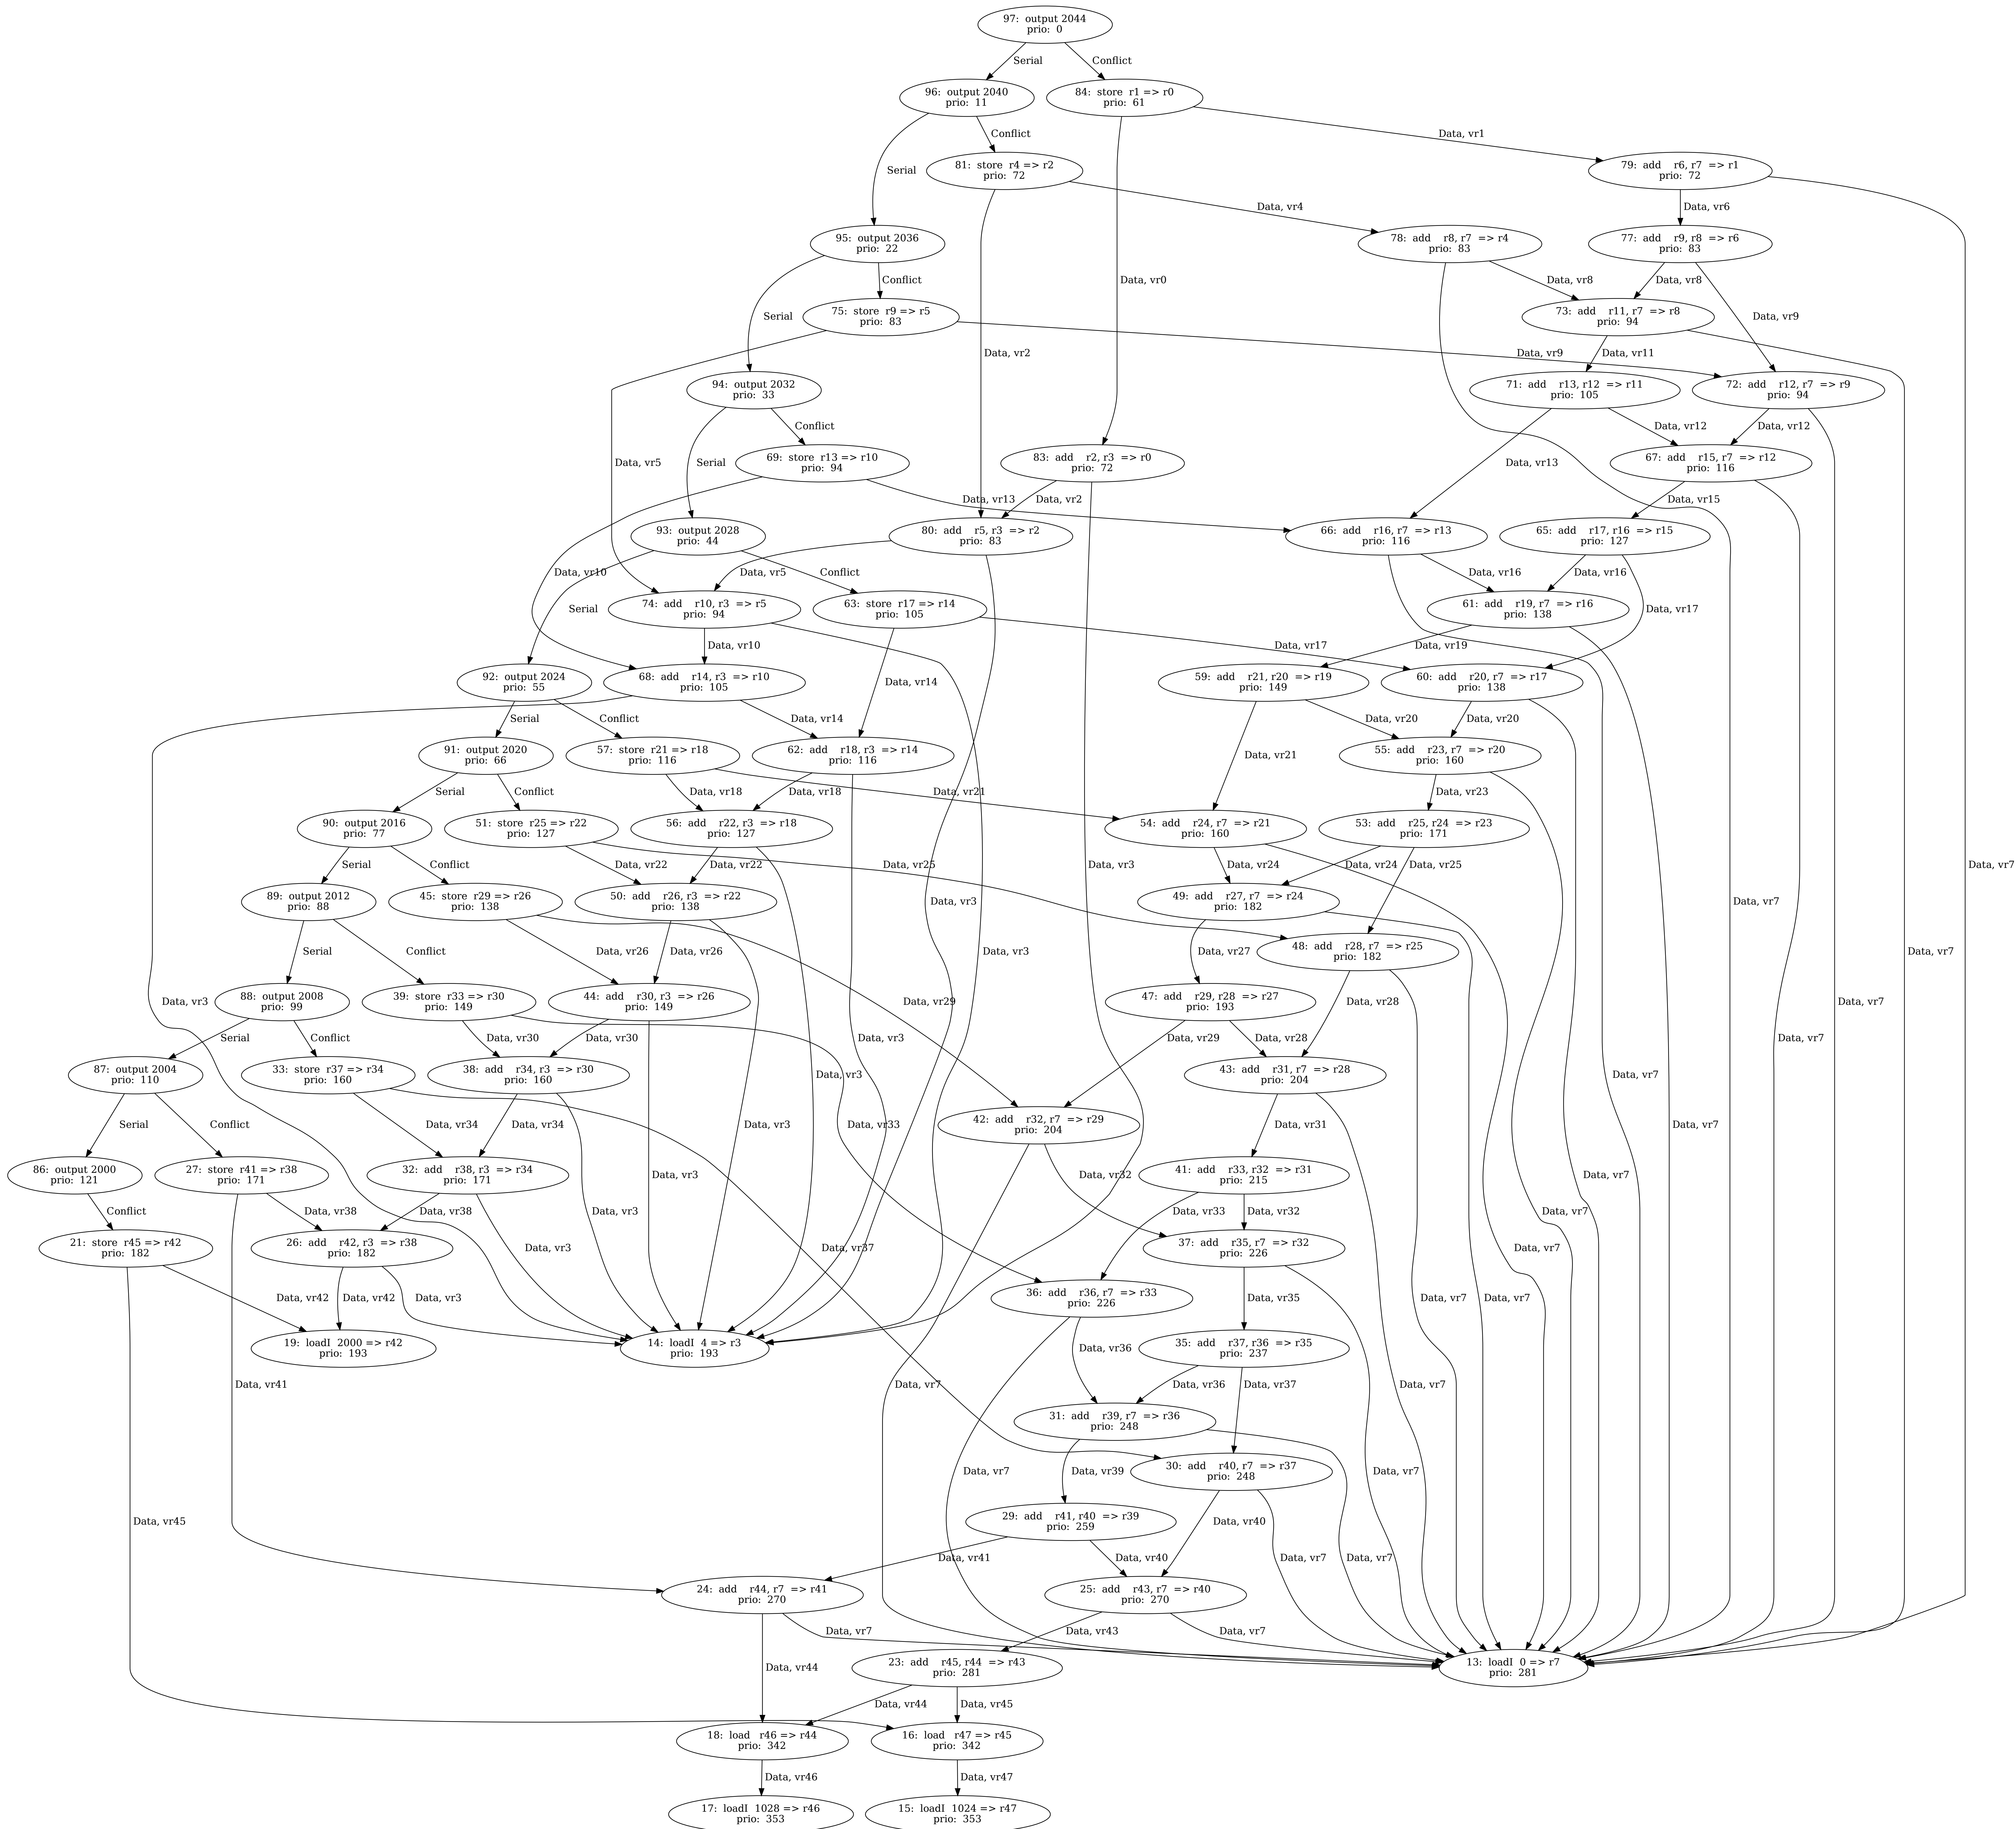 97:  output 2044
prio:  0
Serial
Conflict
96:  output 2040
prio:  11
84:  store  r1 => r0
prio:  61
Conflict
Data, vr1
Serial
81:  store  r4 => r2
prio:  72
79:  add    r6, r7  => r1
prio:  72
Data, vr4
Data, vr6
95:  output 2036
prio:  22
78:  add    r8, r7  => r4
prio:  83
77:  add    r9, r8  => r6
prio:  83
Conflict
Data, vr0
Data, vr8
Data, vr8
Serial
75:  store  r9 => r5
prio:  83
73:  add    r11, r7  => r8
prio:  94
Data, vr9
Data, vr2
Data, vr9
Data, vr11
94:  output 2032
prio:  33
71:  add    r13, r12  => r11
prio:  105
72:  add    r12, r7  => r9
prio:  94
Conflict
Data, vr12
Data, vr12
Data, vr5
Serial
69:  store  r13 => r10
prio:  94
83:  add    r2, r3  => r0
prio:  72
Data, vr13
67:  add    r15, r7  => r12
prio:  116
Data, vr13
Data, vr2
Data, vr15
93:  output 2028
prio:  44
80:  add    r5, r3  => r2
prio:  83
66:  add    r16, r7  => r13
prio:  116
65:  add    r17, r16  => r15
prio:  127
Data, vr10
Data, vr5
Conflict
Data, vr16
Data, vr16
Serial
74:  add    r10, r3  => r5
prio:  94
63:  store  r17 => r14
prio:  105
61:  add    r19, r7  => r16
prio:  138
Data, vr17
Data, vr10
Data, vr17
Data, vr19
92:  output 2024
prio:  55
68:  add    r14, r3  => r10
prio:  105
Data, vr14
59:  add    r21, r20  => r19
prio:  149
60:  add    r20, r7  => r17
prio:  138
Serial
Conflict
Data, vr14
Data, vr20
Data, vr20
91:  output 2020
prio:  66
57:  store  r21 => r18
prio:  116
62:  add    r18, r3  => r14
prio:  116
Data, vr21
55:  add    r23, r7  => r20
prio:  160
Serial
Conflict
Data, vr18
Data, vr18
Data, vr21
Data, vr23
90:  output 2016
prio:  77
51:  store  r25 => r22
prio:  127
56:  add    r22, r3  => r18
prio:  127
54:  add    r24, r7  => r21
prio:  160
53:  add    r25, r24  => r23
prio:  171
Serial
Conflict
Data, vr22
Data, vr22
Data, vr25
Data, vr3
Data, vr24
Data, vr24
Data, vr25
Data, vr7
89:  output 2012
prio:  88
45:  store  r29 => r26
prio:  138
50:  add    r26, r3  => r22
prio:  138
Data, vr3
49:  add    r27, r7  => r24
prio:  182
Data, vr7
Serial
Conflict
Data, vr26
Data, vr26
Data, vr3
Data, vr27
48:  add    r28, r7  => r25
prio:  182
Data, vr7
88:  output 2008
prio:  99
Data, vr3
39:  store  r33 => r30
prio:  149
44:  add    r30, r3  => r26
prio:  149
Data, vr29
47:  add    r29, r28  => r27
prio:  193
Data, vr28
Data, vr7
Serial
Conflict
Data, vr30
Data, vr30
Data, vr3
Data, vr29
Data, vr28
Data, vr7
87:  output 2004
prio:  110
33:  store  r37 => r34
prio:  160
38:  add    r34, r3  => r30
prio:  160
Data, vr3
43:  add    r31, r7  => r28
prio:  204
Data, vr7
Serial
Conflict
Data, vr34
Data, vr34
Data, vr3
Data, vr33
42:  add    r32, r7  => r29
prio:  204
Data, vr31
Data, vr7
86:  output 2000
prio:  121
27:  store  r41 => r38
prio:  171
32:  add    r38, r3  => r34
prio:  171
Data, vr3
Data, vr32
41:  add    r33, r32  => r31
prio:  215
Data, vr7
Conflict
Data, vr38
Data, vr38
Data, vr3
Data, vr33
Data, vr32
Data, vr7
21:  store  r45 => r42
prio:  182
26:  add    r42, r3  => r38
prio:  182
Data, vr3
Data, vr37
37:  add    r35, r7  => r32
prio:  226
Data, vr7
Data, vr42
Data, vr42
Data, vr3
36:  add    r36, r7  => r33
prio:  226
Data, vr35
Data, vr7
Data, vr7
19:  loadI  2000 => r42
prio:  193
14:  loadI  4 => r3
prio:  193
Data, vr36
35:  add    r37, r36  => r35
prio:  237
Data, vr41
Data, vr7
Data, vr36
Data, vr37
Data, vr7
31:  add    r39, r7  => r36
prio:  248
Data, vr7
Data, vr39
30:  add    r40, r7  => r37
prio:  248
Data, vr7
Data, vr45
29:  add    r41, r40  => r39
prio:  259
Data, vr40
Data, vr41
Data, vr40
Data, vr7
Data, vr7
24:  add    r44, r7  => r41
prio:  270
25:  add    r43, r7  => r40
prio:  270
Data, vr7
Data, vr43
Data, vr7
Data, vr44
23:  add    r45, r44  => r43
prio:  281
13:  loadI  0 => r7
prio:  281
Data, vr44
Data, vr45
18:  load   r46 => r44
prio:  342
16:  load   r47 => r45
prio:  342
Data, vr46
Data, vr47
17:  loadI  1028 => r46
prio:  353
15:  loadI  1024 => r47
prio:  353